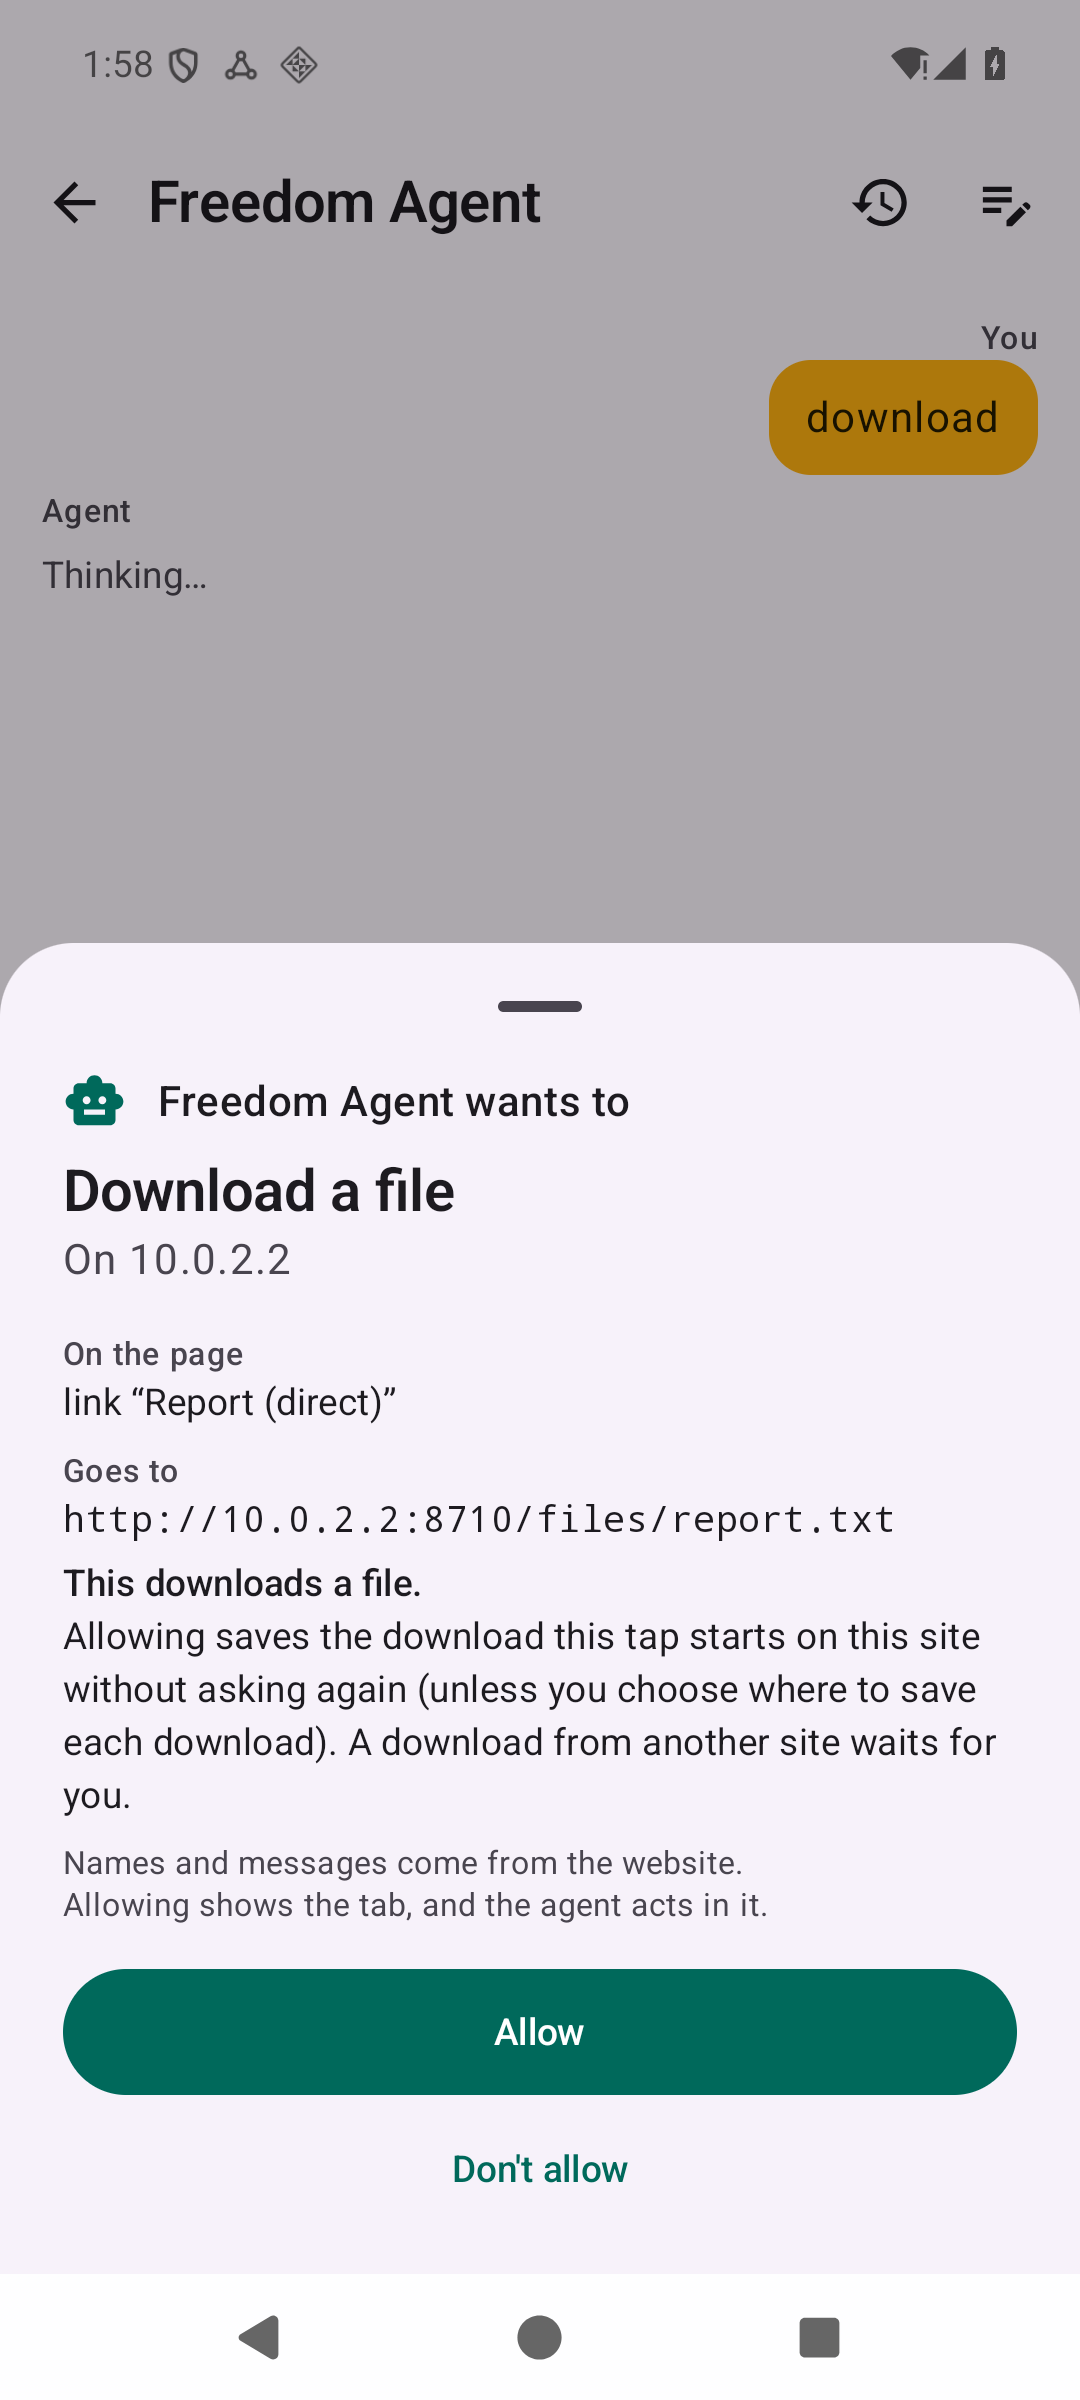 1:58
Freedom Agent
You
download
Agent
Thinking…
Freedom Agent wants to
Download a file
On 10.0.2.2
On the page
link “Report (direct)”
Goes to
http://10.0.2.2:8710/files/report.txt
This downloads a file.
Allowing saves the download this tap starts on this site
without asking again (unless you choose where to save
each download). A download from another site waits for
you.
Names and messages come from the website.
Allowing shows the tab, and the agent acts in it.
Allow
Don't allow